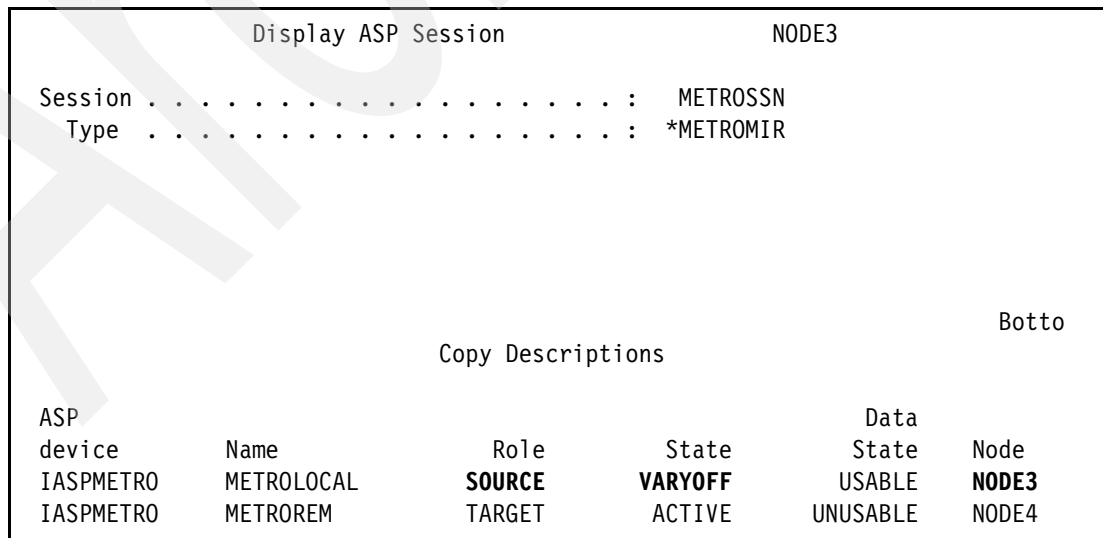 Display ASP Session NODE3
Session . . . . . . . . . . . . . . . . . . : METROSSN
Type . . . . . . . . . . . . . . . . . . : *METROMIR
Botto
Copy Descriptions
ASP Data
device Name Role State State Node
IASPMETRO METROLOCAL SOURCE VARYOFF USABLE NODE3
IASPMETRO METROREM TARGET ACTIVE UNUSABLE NODE4